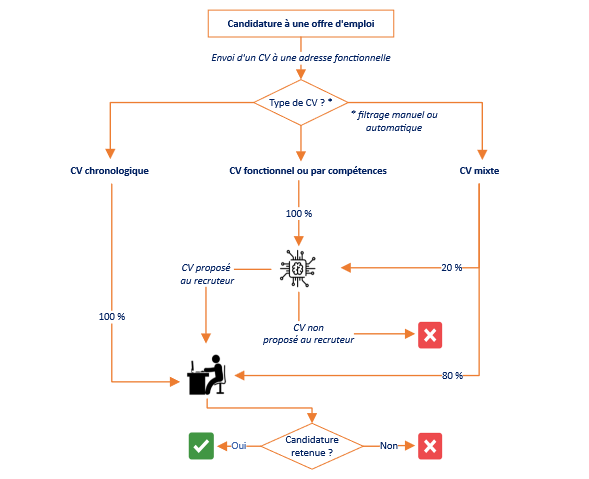 Candidature à une offre d'emploi
Envoi d'un CV à une adresse fonctionnelle
Type de CV ? *
* filtrage manuel ou
automatique
CV chronologique
CV fonctionnel ou par compétences
CV mixte
100 %
CV proposé
au recruteur
20 %
100 %
CV non
proposé au recruteur
80 %
Candidature
retenue ?
Oui
Non